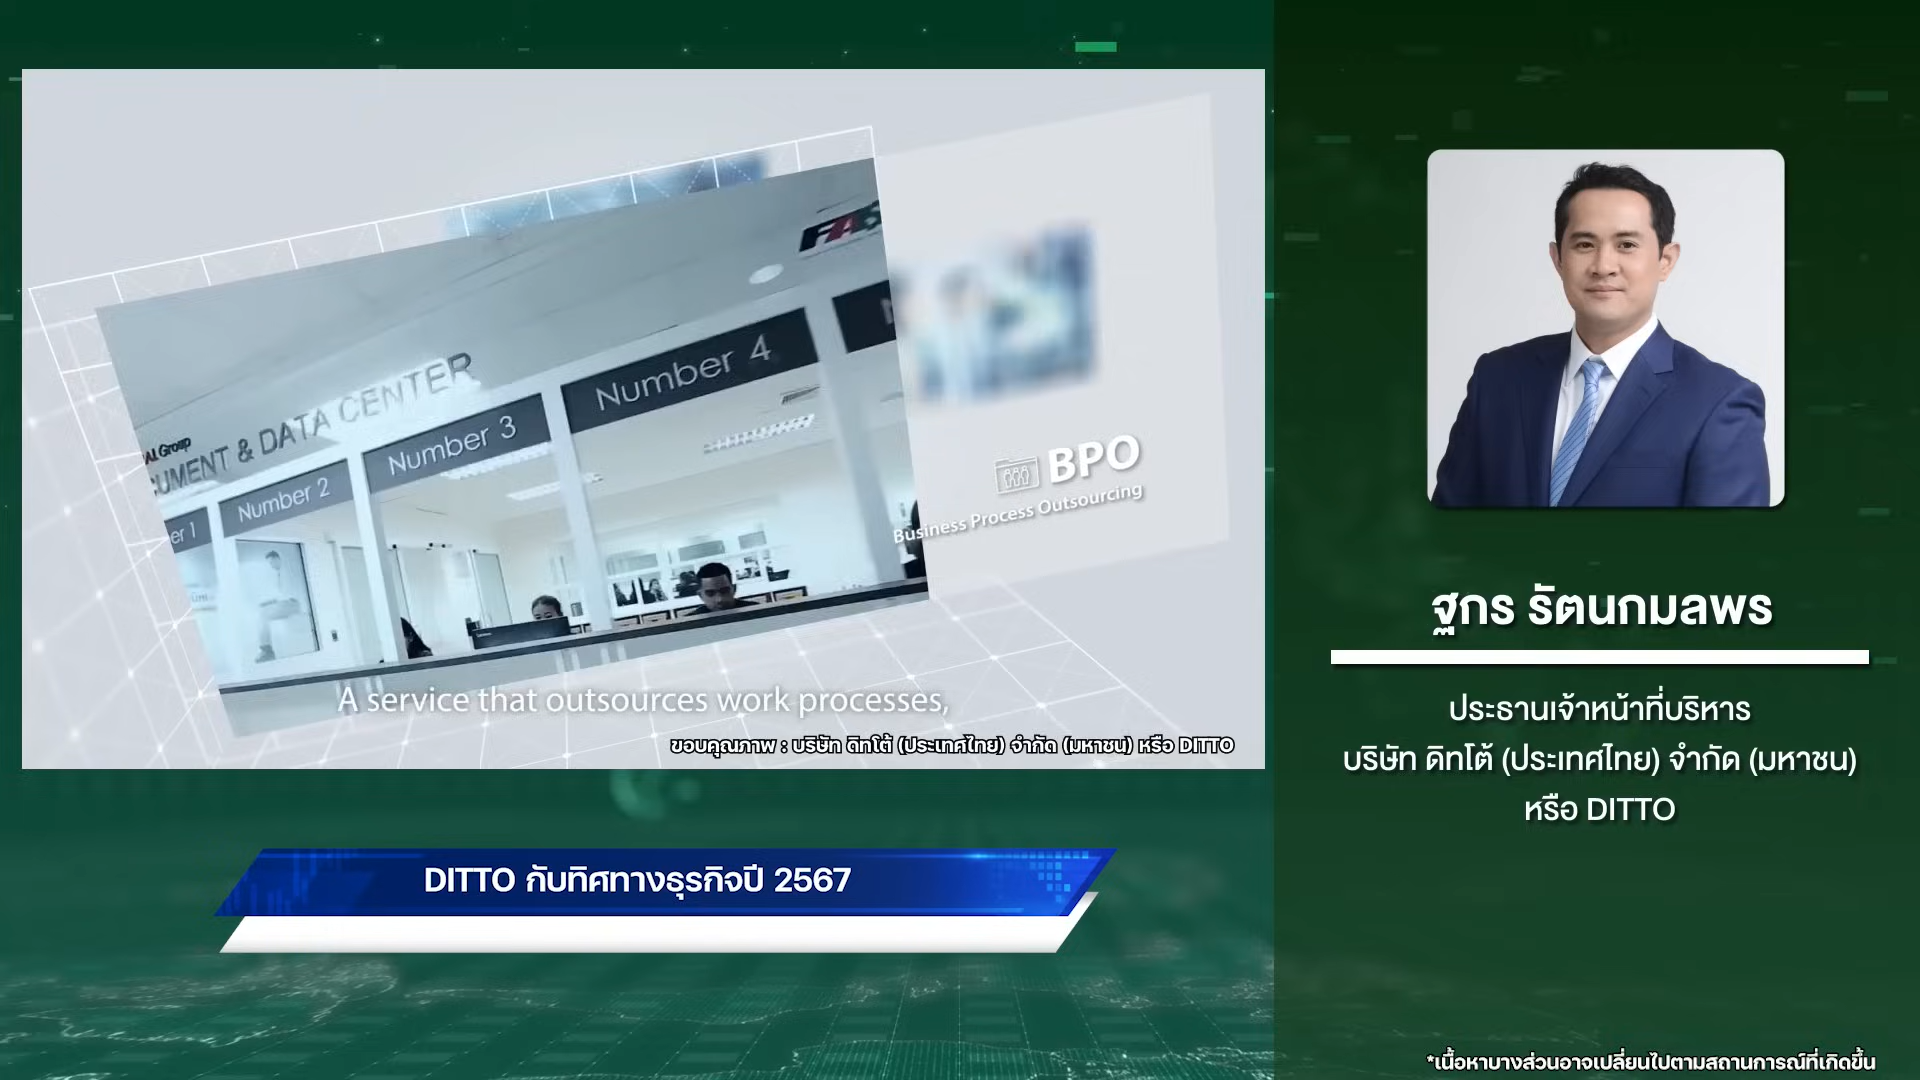 Number 4
DATA CENTER
Number 3
Group
& DATA CENTER
Number 2
BPO
Business Process Outsourcing
A service that outsources work processes,
ขอบคุณภาพ : บริษัท ดิทโต้ (ประเทศไทย) จำกัด (มหาชน) หรือ DITTO
DITTO กับทิศทางธุรกิจปี 2567
ฐกร รัตนกมลพร
ประธานเจ้าหน้าที่บริหาร
บริษัท ดิทโต้ (ประเทศไทย) จำกัด (มหาชน)
หรือ DITTO
*เนื้อหาบางส่วนอาจเปลี่ยนไปตามสถานการณ์ที่เกิดขึ้น